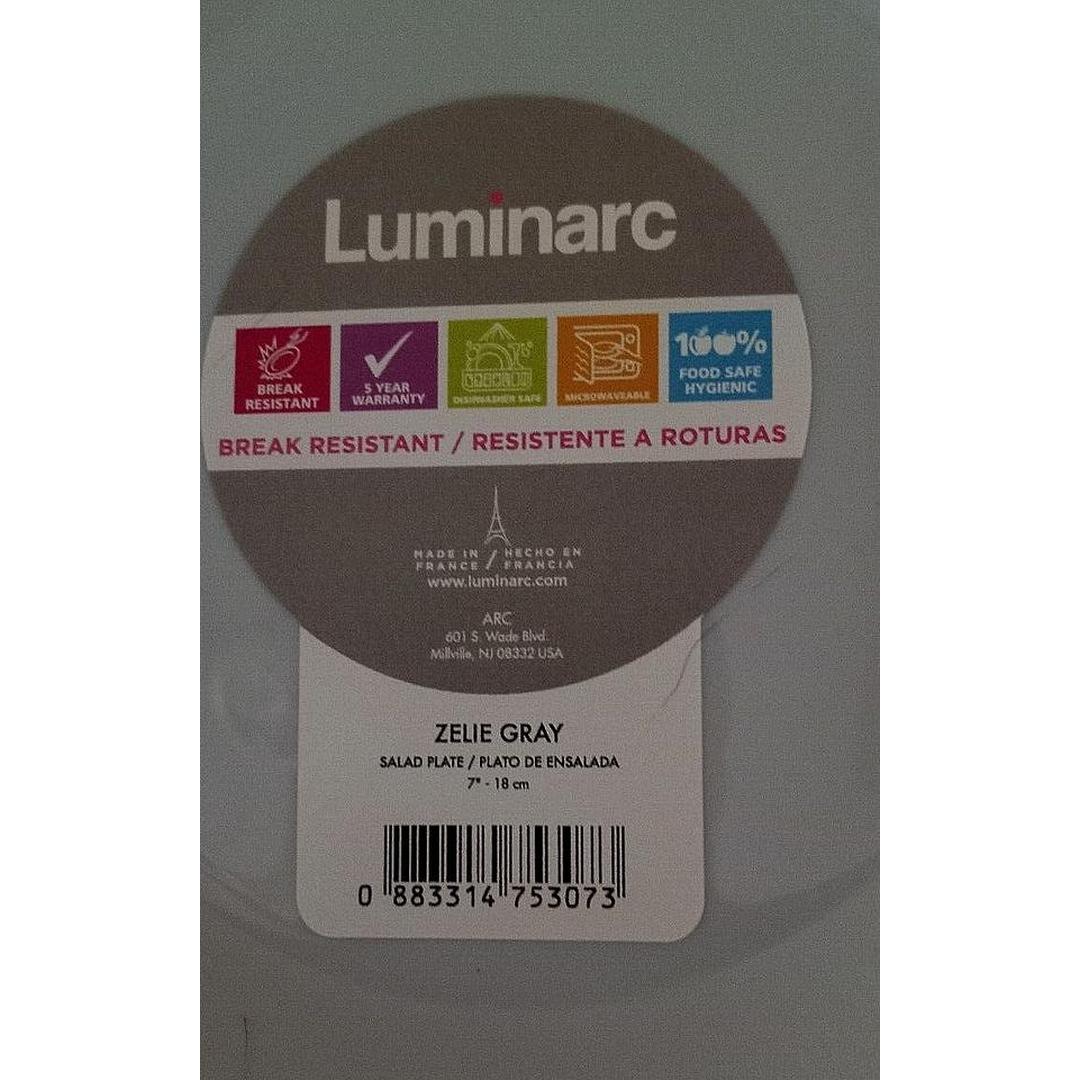 Luminarc
BREAK
RESISTANT
5 YEAR
WARRANTY
DISHWASHER SAFE
MICROWAVEABLE
100%
FOOD SAFE
HYGIENIC
BREAK RESISTANT / RESISTENTE A ROTURAS
MADE IN / HECHO EN
FRANCE / FRANCIA
www.luminarc.com
ARC
601 S. Wade Blvd.
Millville, NJ 08332 USA
ZELIE GRAY
SALAD PLATE / PLATO DE ENSALADA
7" - 18 cm
0 883314 753073